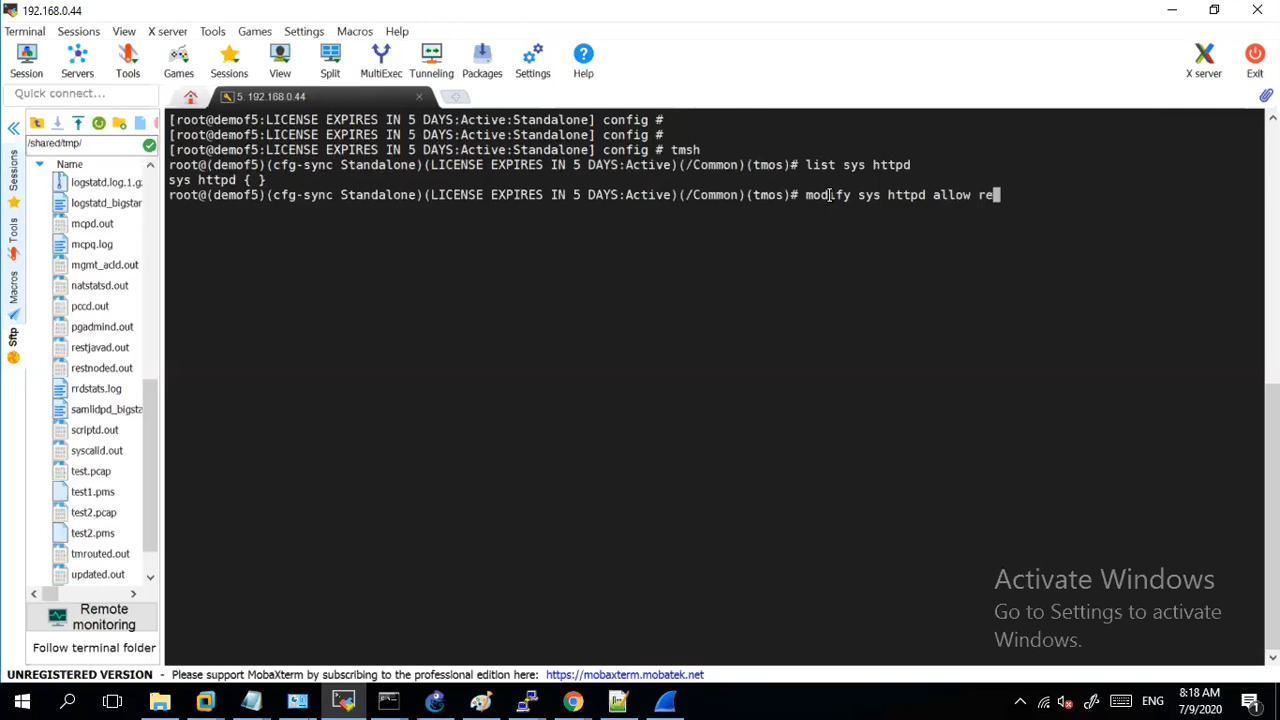 192.168.0.44
Terminal Sessions View X server Tools Games Settings Macros Help
Session Servers Tools Games Sessions View Split MultiExec Tunneling Packages Settings Help X server Exit
Quick connect...
5. 192.168.0.44
/shared/tmp/
Name
logstatd.log.1.g
logstatd_bigstar
mcpd.out
mcpq.log
mgmt_acld.out
natstatsd.out
pccd.out
pgadmind.out
restjavad.out
restnoded.out
rrdstats.log
samlidpd_bigsta
scriptd.out
syscalid.out
test.pcap
test1.pms
test2.pcap
test2.pms
tmrouted.out
updated.out
Remote
monitoring
Follow terminal folder
Sessions
Tools
Macros
Sftp
[root@demof5:LICENSE EXPIRES IN 5 DAYS:Active:Standalone] config #
[root@demof5:LICENSE EXPIRES IN 5 DAYS:Active:Standalone] config #
[root@demof5:LICENSE EXPIRES IN 5 DAYS:Active:Standalone] config # tmsh
root@(demof5)(cfg-sync Standalone)(LICENSE EXPIRES IN 5 DAYS:Active)(/Common)(tmos)# list sys httpd
sys httpd { }
root@(demof5)(cfg-sync Standalone)(LICENSE EXPIRES IN 5 DAYS:Active)(/Common)(tmos)# modify sys httpd allow re
Activate Windows
Go to Settings to activate
Windows.
UNREGISTERED VERSION - Please support MobaXterm by subscribing to the professional edition here: https://mobaxterm.mobatek.net
ENG
8:18 AM
7/9/2020
1